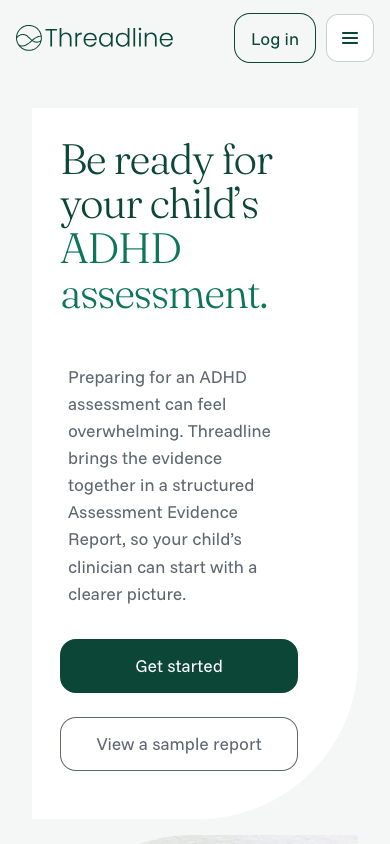 Threadline
Log in
Be ready for
your child's
ADHD
assessment.
Preparing for an ADHD
assessment can feel
overwhelming. Threadline
brings the evidence
together in a structured
Assessment Evidence
Report, so your child's
clinician can start with a
clearer picture.
Get started
View a sample report